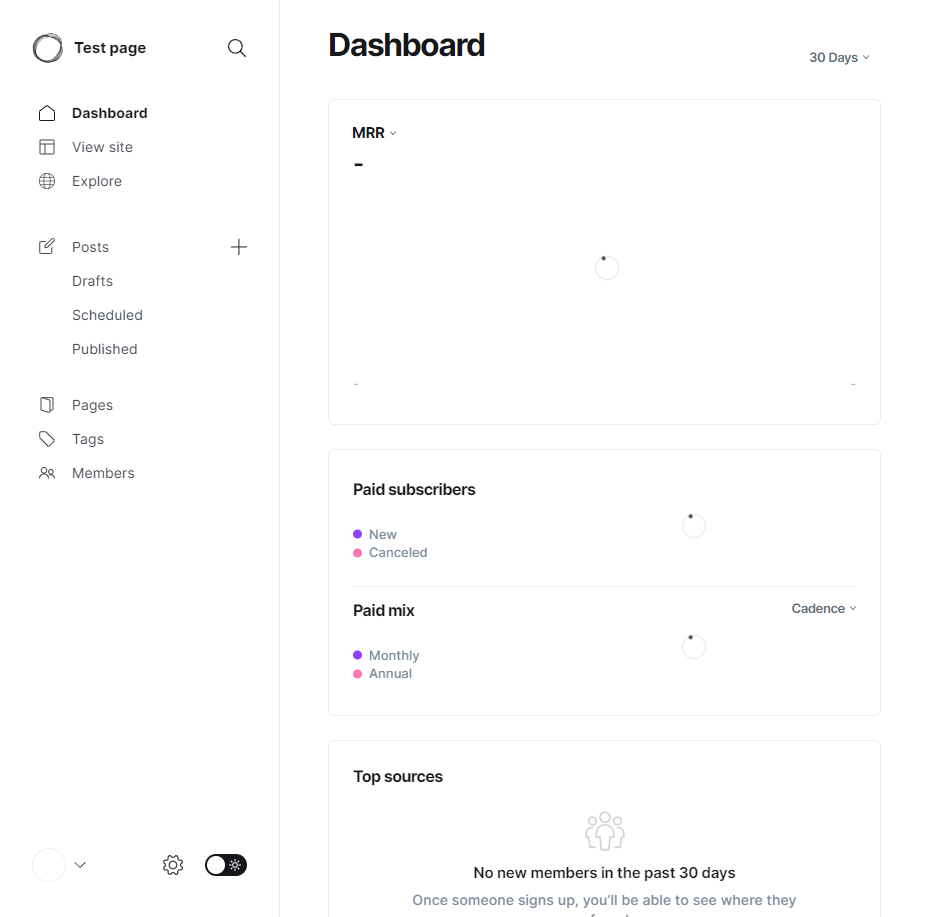 Test page
Dashboard
View site
Explore
Posts
Drafts
Scheduled
Published
Pages
Tags
Members
Dashboard
30 Days
MRR
-
- -
Paid subscribers
New
Canceled
Paid mix
Cadence
Monthly
Annual
Top sources
No new members in the past 30 days
Once someone signs up, you’ll be able to see where they